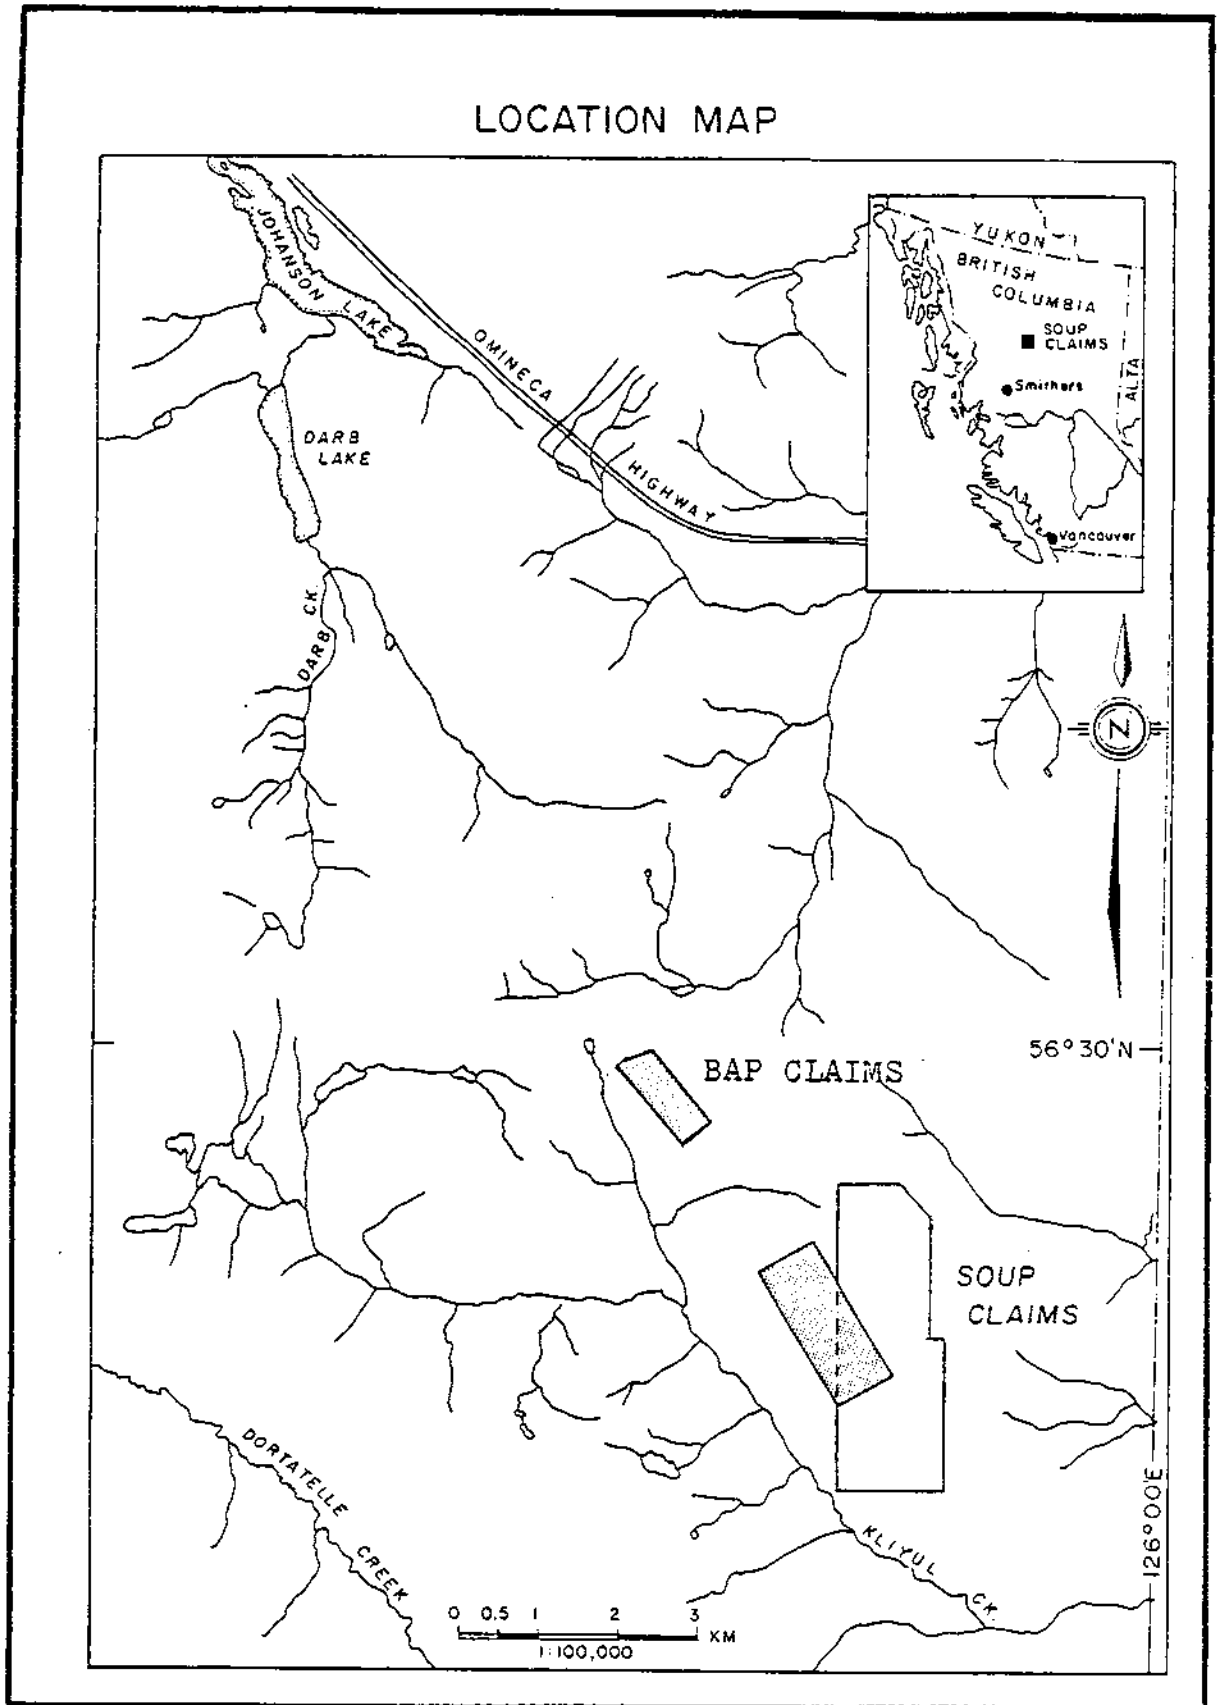 LOCATION MAP
JOHANSON LAKE
OMINECA HIGHWAY
YUKON
BRITISH
COLUMBIA
SOUP
CLAIMS
ALTA
Smithers
Vancouver
DARB
LAKE
DARB CK.
N
56°30'N
BAP CLAIMS
SOUP
CLAIMS
DORTATELLE CREEK
KLIYUL CK.
126°00'E
0 0.5 1 2 3
KM
1:100,000